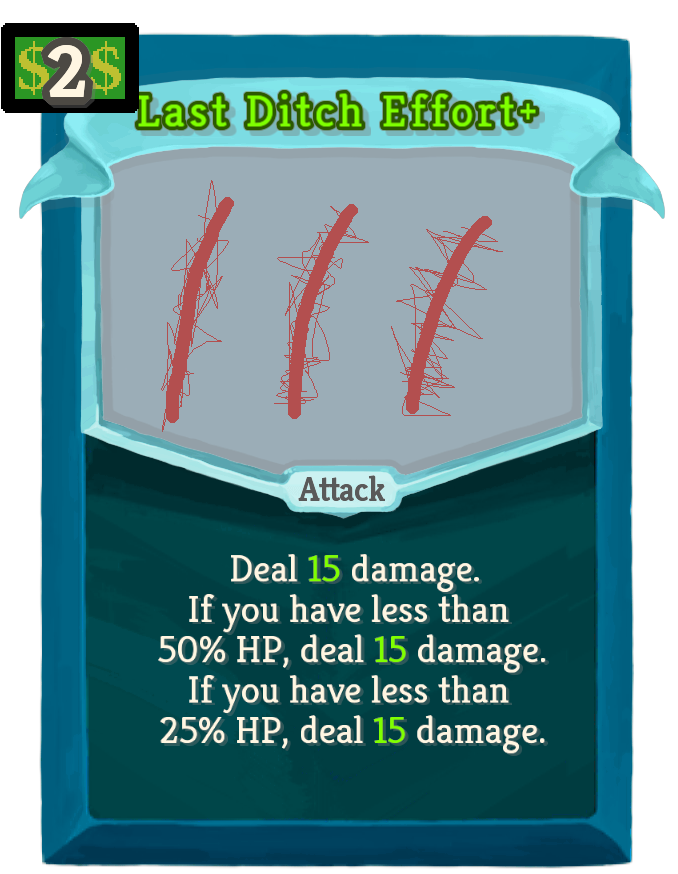 $2$
Last Ditch Effort+
Attack
Deal 15 damage.
If you have less than
50% HP, deal 15 damage.
If you have less than
25% HP, deal 15 damage.